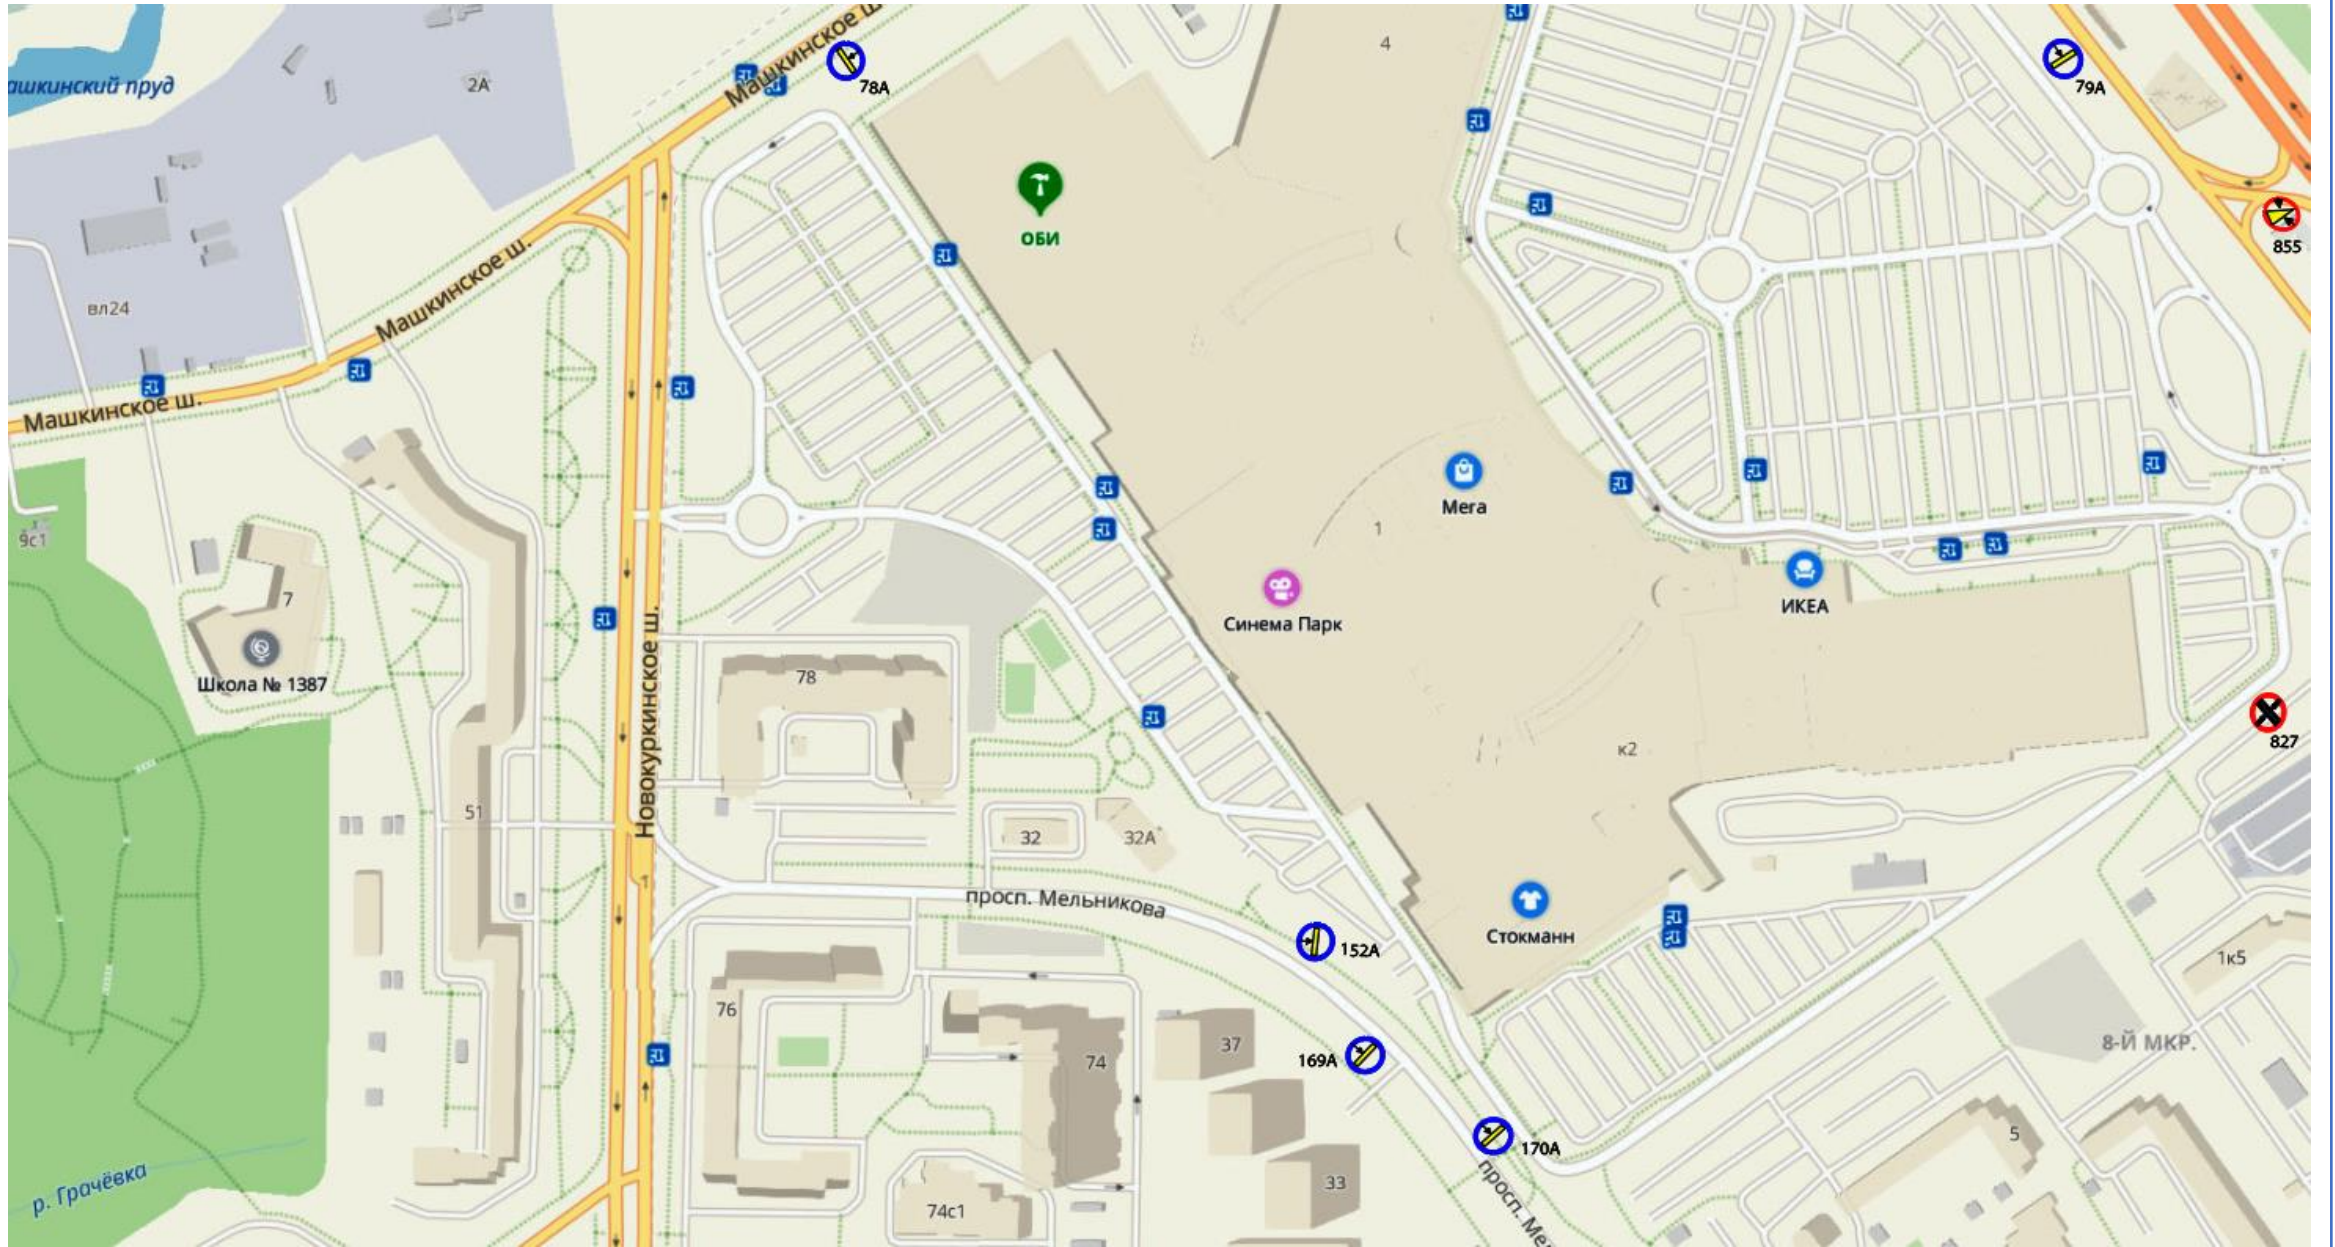 Машкинское ш.
4
78А
79А
ашкинский пруд
2А
ОБИ
855
вл24
Машкинское ш.
Машкинское ш.
Мега
1
9с1
7
Школа № 1387
Новокуркинское ш.
78
Синема Парк
ИКЕА
к2
827
51
32
32А
просп. Мельникова
Стокманн
152А
1к5
76
74
37
169А
8-Й МКР.
170А
5
33
р. Грачёвка
74с1
просп. Ме